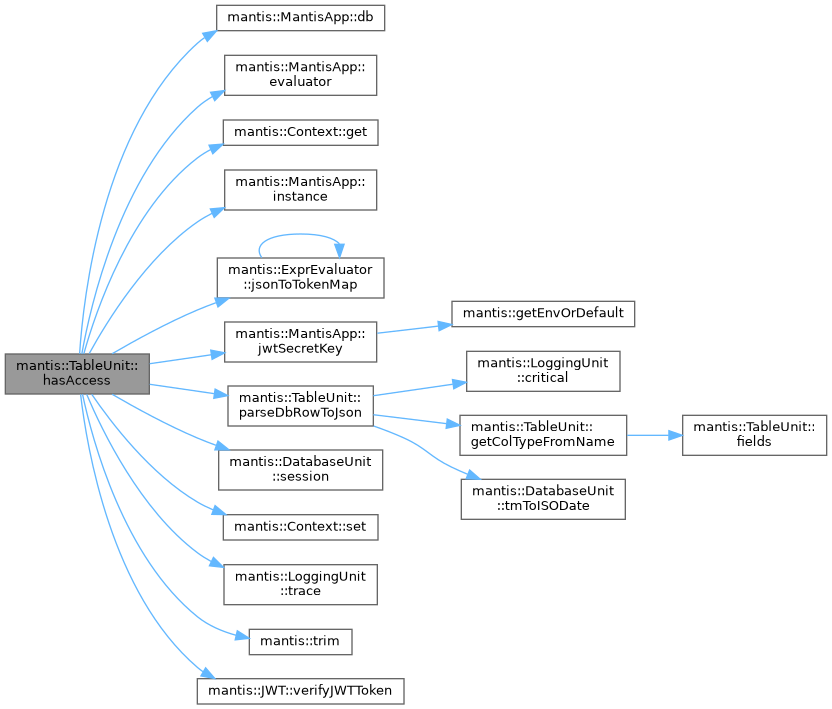 mantis::TableUnit::
hasAccess
mantis::MantisApp::db
mantis::MantisApp::
evaluator
mantis::Context::get
mantis::MantisApp::
instance
mantis::ExprEvaluator
::jsonToTokenMap
mantis::MantisApp::
jwtSecretKey
mantis::getEnvOrDefault
mantis::TableUnit::
parseDbRowToJson
mantis::LoggingUnit
::critical
mantis::TableUnit::
getColTypeFromName
mantis::TableUnit::
fields
mantis::DatabaseUnit
::tmToISODate
mantis::DatabaseUnit
::session
mantis::Context::set
mantis::LoggingUnit
::trace
mantis::trim
mantis::JWT::verifyJWTToken